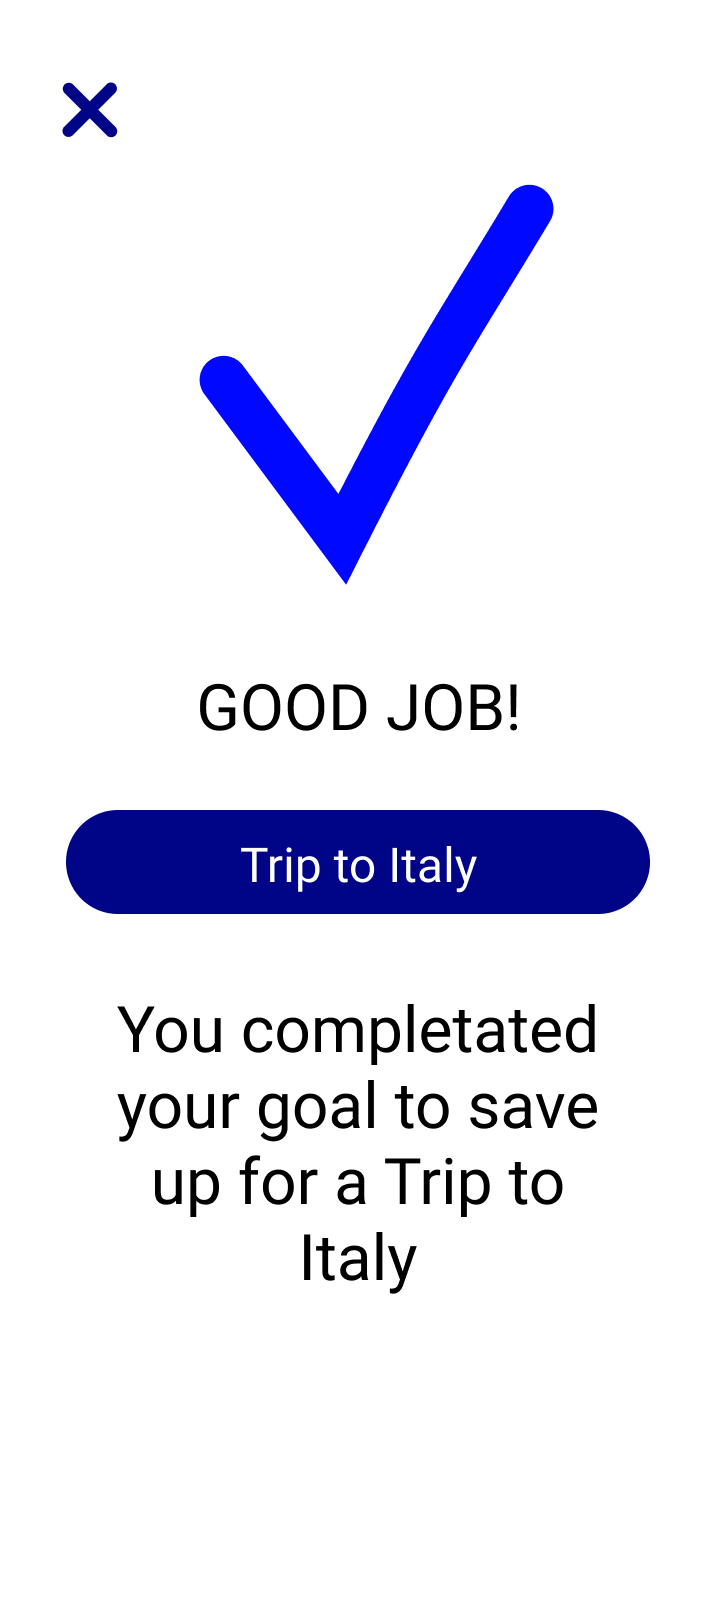 GOOD JOB!
Trip to Italy
You completated
your goal to save
up for a Trip to
Italy